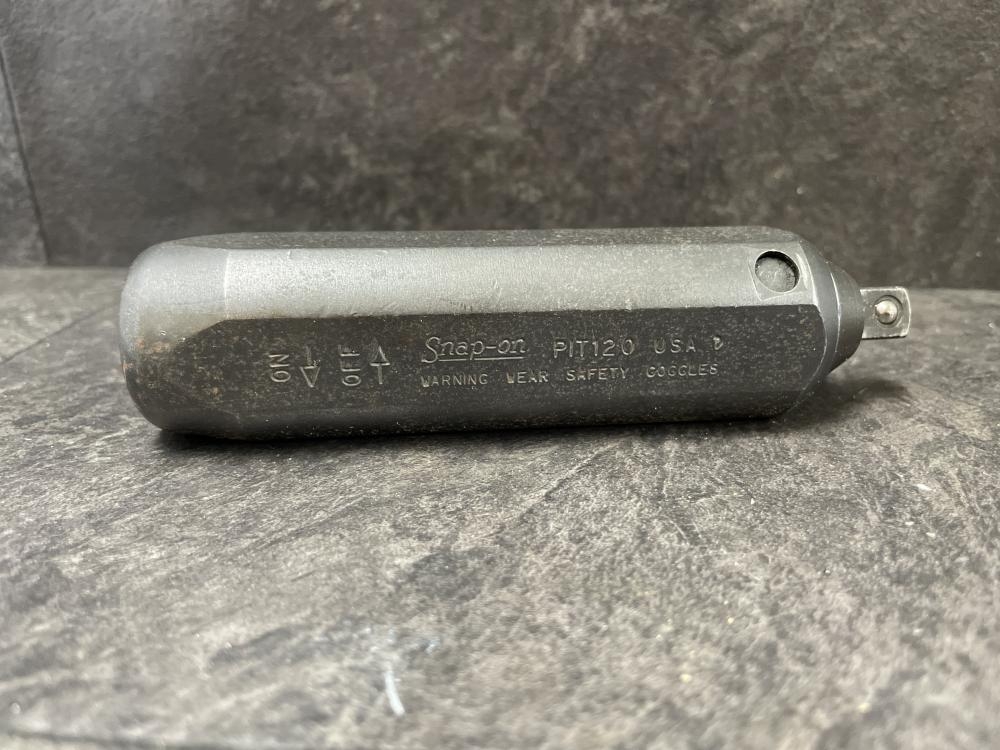 ON ↓
OFF ↑
Snap-on PIT120 USA
WARNING WEAR SAFETY GOGGLES